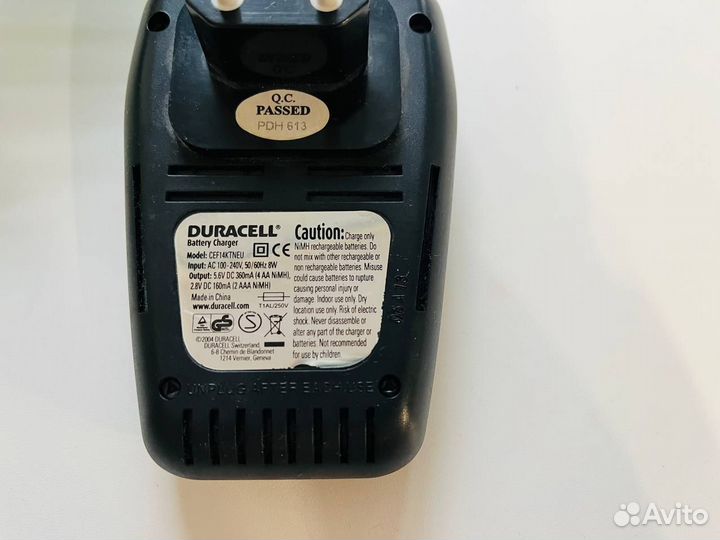 Q.C.
PASSED
PDH 613
DURACELL®
Battery Charger
Model: CEF14KTNEU
Input: AC 100-240V, 50/60Hz 8W
Output: 5.6V DC 360mA (4 AA NiMH),
2.8V DC 160mA (2 AAA NiMH)
Made in China
www.duracell.com
T1AL/250V
©2004 DURACELL
DURACELL, Switzerland
6-8 Chemin de Blandonnet
1214 Vernier, Geneva
Caution: Charge only
NiMH rechargeable batteries. Do
not mix with other rechargeable or
non rechargeable batteries. Misuse
could cause batteries to rupture
causing personal injury or
damage. Indoor use only. Dry
location use only. Risk of electric
shock. Never disassemble or
alter any part of the charger or
batteries. Not recommended
for use by children
UNPLUG AFTER EACH USE
Avito